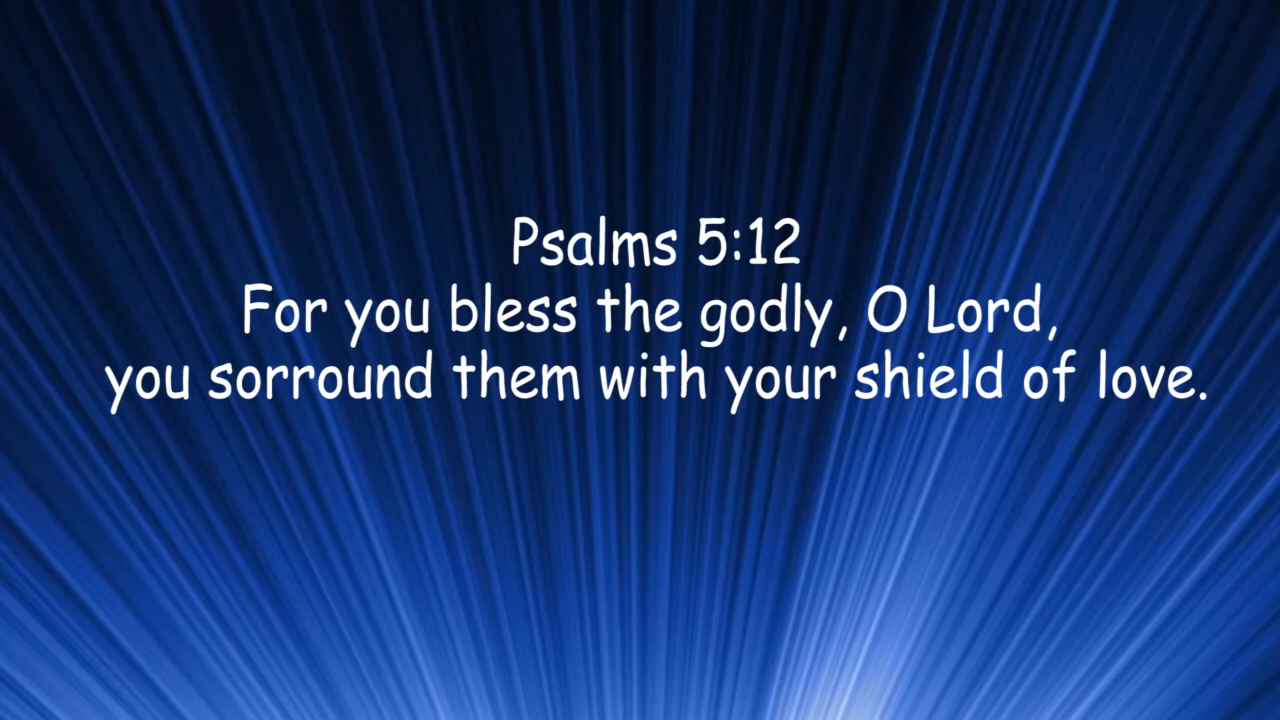 Psalms 5:12
For you bless the godly, O Lord,
you sorround them with your shield of love.